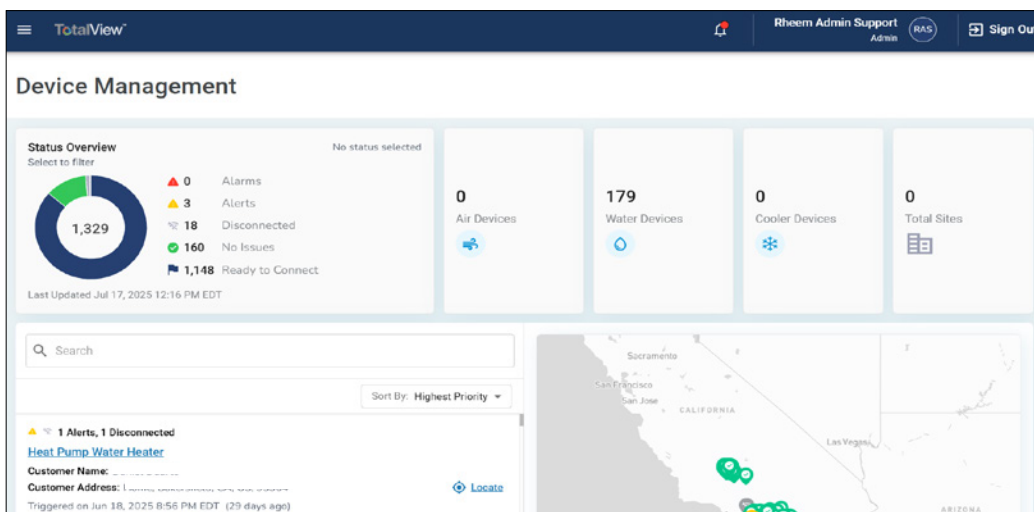 TotalView™
Rheem Admin Support
Admin
RAS
Sign Ou
Device Management
Status Overview
No status selected
Select to filter
1,329
0 Alarms
3 Alerts
18 Disconnected
160 No Issues
1,148 Ready to Connect
Last Updated Jul 17, 2025 12:16 PM EDT
0
Air Devices
179
Water Devices
0
Cooler Devices
0
Total Sites
Search
Sort By: Highest Priority
1 Alerts, 1 Disconnected
Heat Pump Water Heater
Customer Name:
Customer Address:
Locate
Triggered on Jun 18, 2025 8:56 PM EDT (29 days ago)
Sacramento
San Francisco
San Jose
CALIFORNIA
Las Vegas
ARIZONA